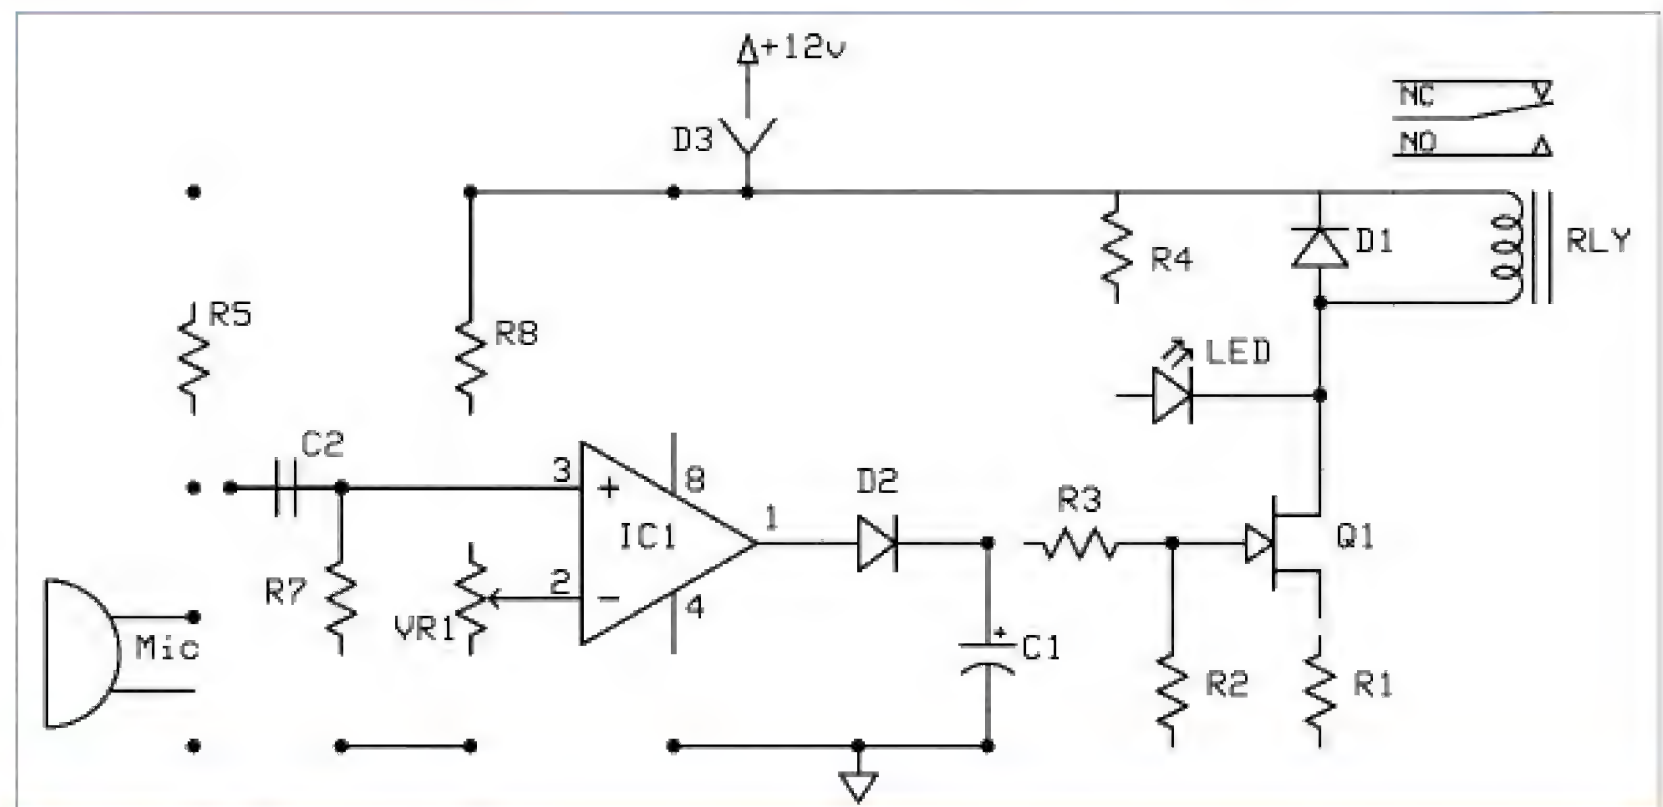 +12v
D3
NC
NO
D1
RLY
R4
R5
R8
LED
C2
3
8
D2
1
R3
+
IC1
Q1
R7
2
-
4
VR1
Mic
+
C1
R2
R1